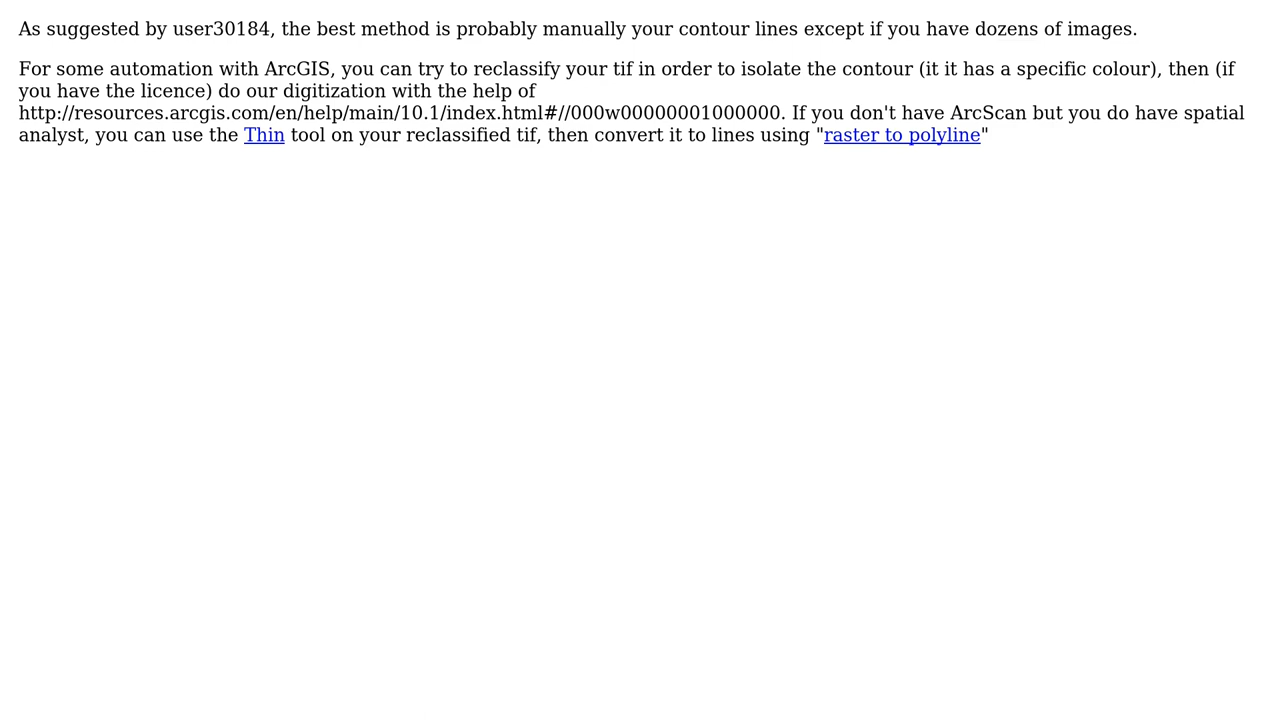 As suggested by user30184, the best method is probably manually your contour lines except if you have dozens of images.
For some automation with ArcGIS, you can try to reclassify your tif in order to isolate the contour (it it has a specific colour), then (if
you have the licence) do our digitization with the help of
http://resources.arcgis.com/en/help/main/10.1/index.html#//000w00000001000000. If you don't have ArcScan but you do have spatial
analyst, you can use the Thin tool on your reclassified tif, then convert it to lines using "raster to polyline"